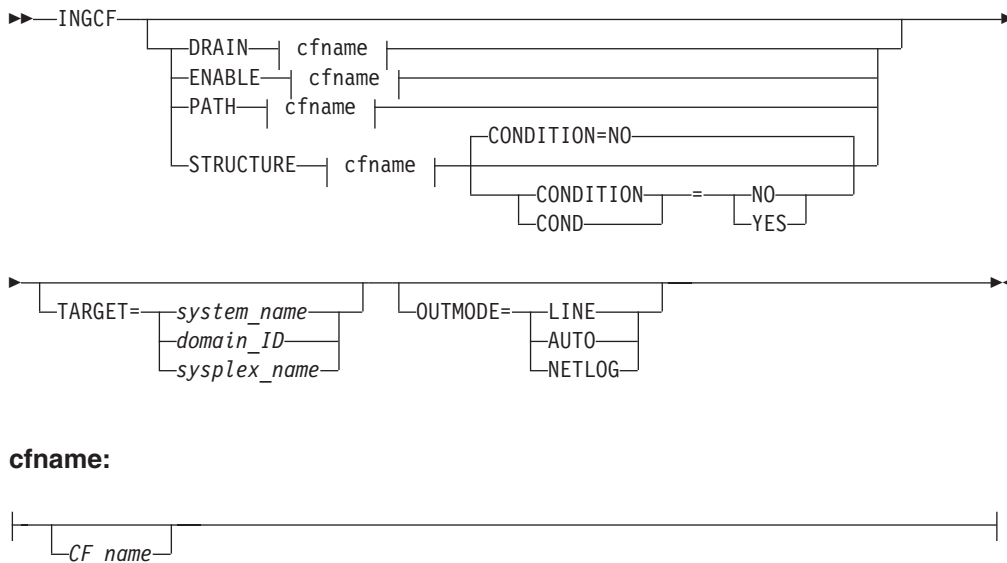 INGCF
DRAIN cfname
ENABLE cfname
PATH cfname
CONDITION=NO
STRUCTURE cfname
CONDITION = NO
COND YES
TARGET= system_name OUTMODE= LINE
domain_ID AUTO
sysplex_name NETLOG
cfname:
CF name